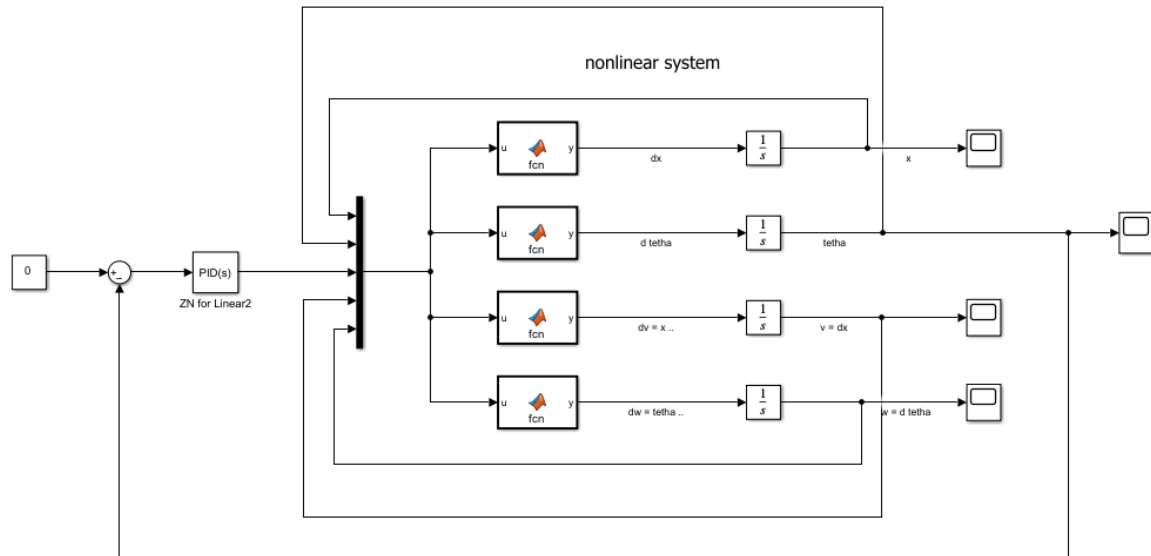 nonlinear system
u
y
fcn
dx
1
s
x
u
y
fcn
d tetha
1
s
tetha
0
+
−
PID(s)
ZN for Linear2
u
y
fcn
dv = x ..
1
s
v = dx
u
y
fcn
dw = tetha ..
1
s
w = d tetha